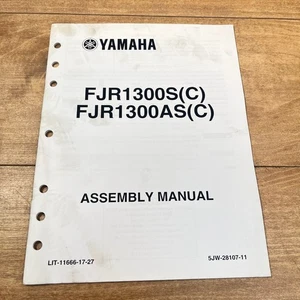 YAMAHA
FJR1300S(C)
FJR1300AS(C)
ASSEMBLY MANUAL
LIT-11666-17-27
5JW-28107-11